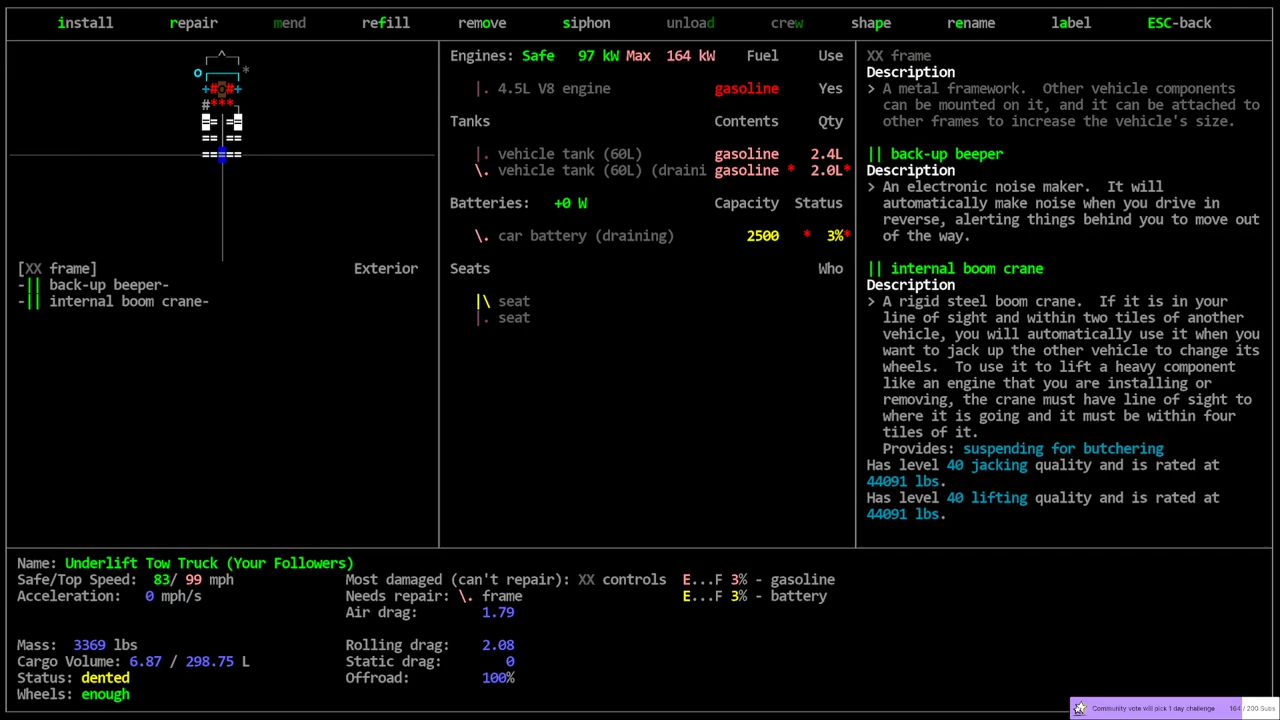 install repair mend refill remove siphon unload crew shape rename label ESC-back
[XX frame] Exterior
-|| back-up beeper-
-|| internal boom crane-
Engines: Safe 97 kW Max 164 kW Fuel Use
|. 4.5L V8 engine gasoline Yes
Tanks Contents Qty
|. vehicle tank (60L) gasoline 2.4L
\. vehicle tank (60L) (draini gasoline * 2.0L*
Batteries: +0 W Capacity Status
\. car battery (draining) 2500 * 3%*
Seats Who
|\ seat
|. seat
XX frame
Description
> A metal framework. Other vehicle components
can be mounted on it, and it can be attached to
other frames to increase the vehicle's size.
|| back-up beeper
Description
> An electronic noise maker. It will
automatically make noise when you drive in
reverse, alerting things behind you to move out
of the way.
|| internal boom crane
Description
> A rigid steel boom crane. If it is in your
line of sight and within two tiles of another
vehicle, you will automatically use it when you
want to jack up the other vehicle to change its
wheels. To use it to lift a heavy component
like an engine that you are installing or
removing, the crane must have line of sight to
where it is going and it must be within four
tiles of it.
Provides: suspending for butchering
Has level 40 jacking quality and is rated at
44091 lbs.
Has level 40 lifting quality and is rated at
44091 lbs.
Name: Underlift Tow Truck (Your Followers)
Safe/Top Speed: 83/ 99 mph Most damaged (can't repair): XX controls E...F 3% - gasoline
Acceleration: 0 mph/s Needs repair: \. frame E...F 3% - battery
Air drag: 1.79
Mass: 3369 lbs Rolling drag: 2.08
Cargo Volume: 6.87 / 298.75 L Static drag: 0
Status: dented Offroad: 100%
Wheels: enough
Community vote will pick 1 day challenge 164 / 200 Subs